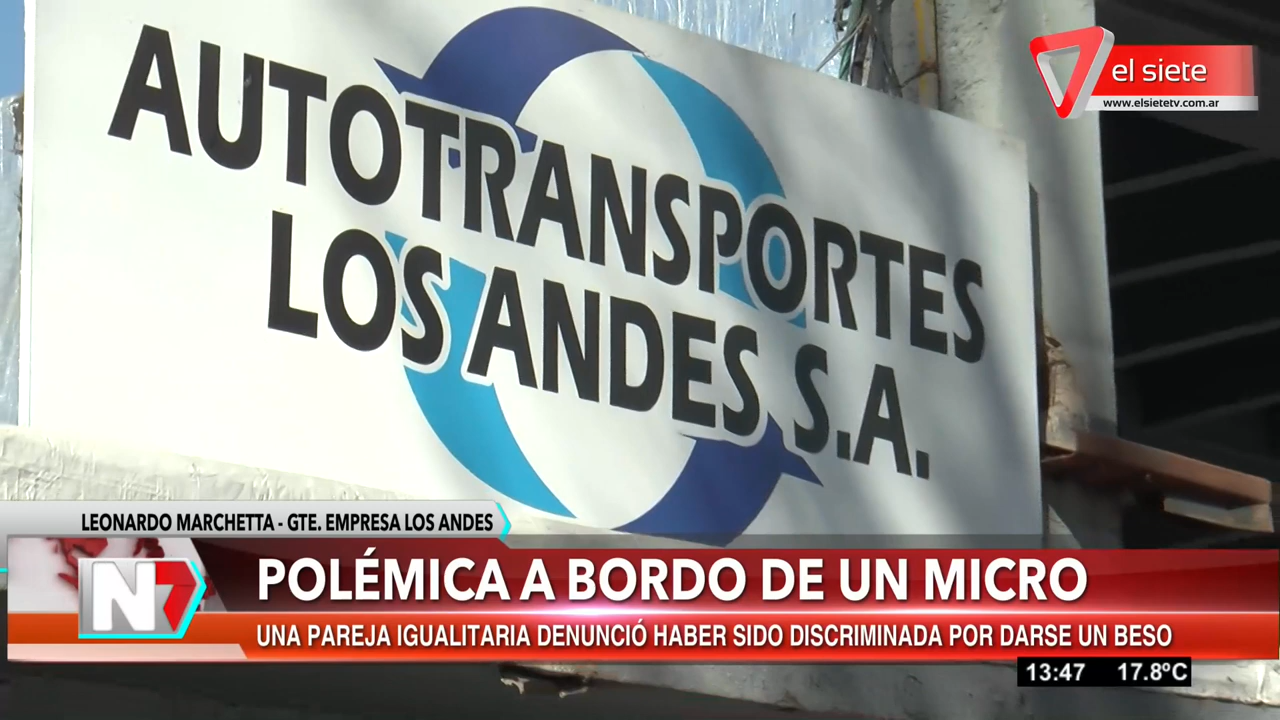 AUTOTRANSPORTES
LOS ANDES S.A.
el siete
www.elsietetv.com.ar
LEONARDO MARCHETTA - GTE. EMPRESA LOS ANDES
N7
POLÉMICA A BORDO DE UN MICRO
UNA PAREJA IGUALITARIA DENUNCIÓ HABER SIDO DISCRIMINADA POR DARSE UN BESO
13:47 17.8ºC